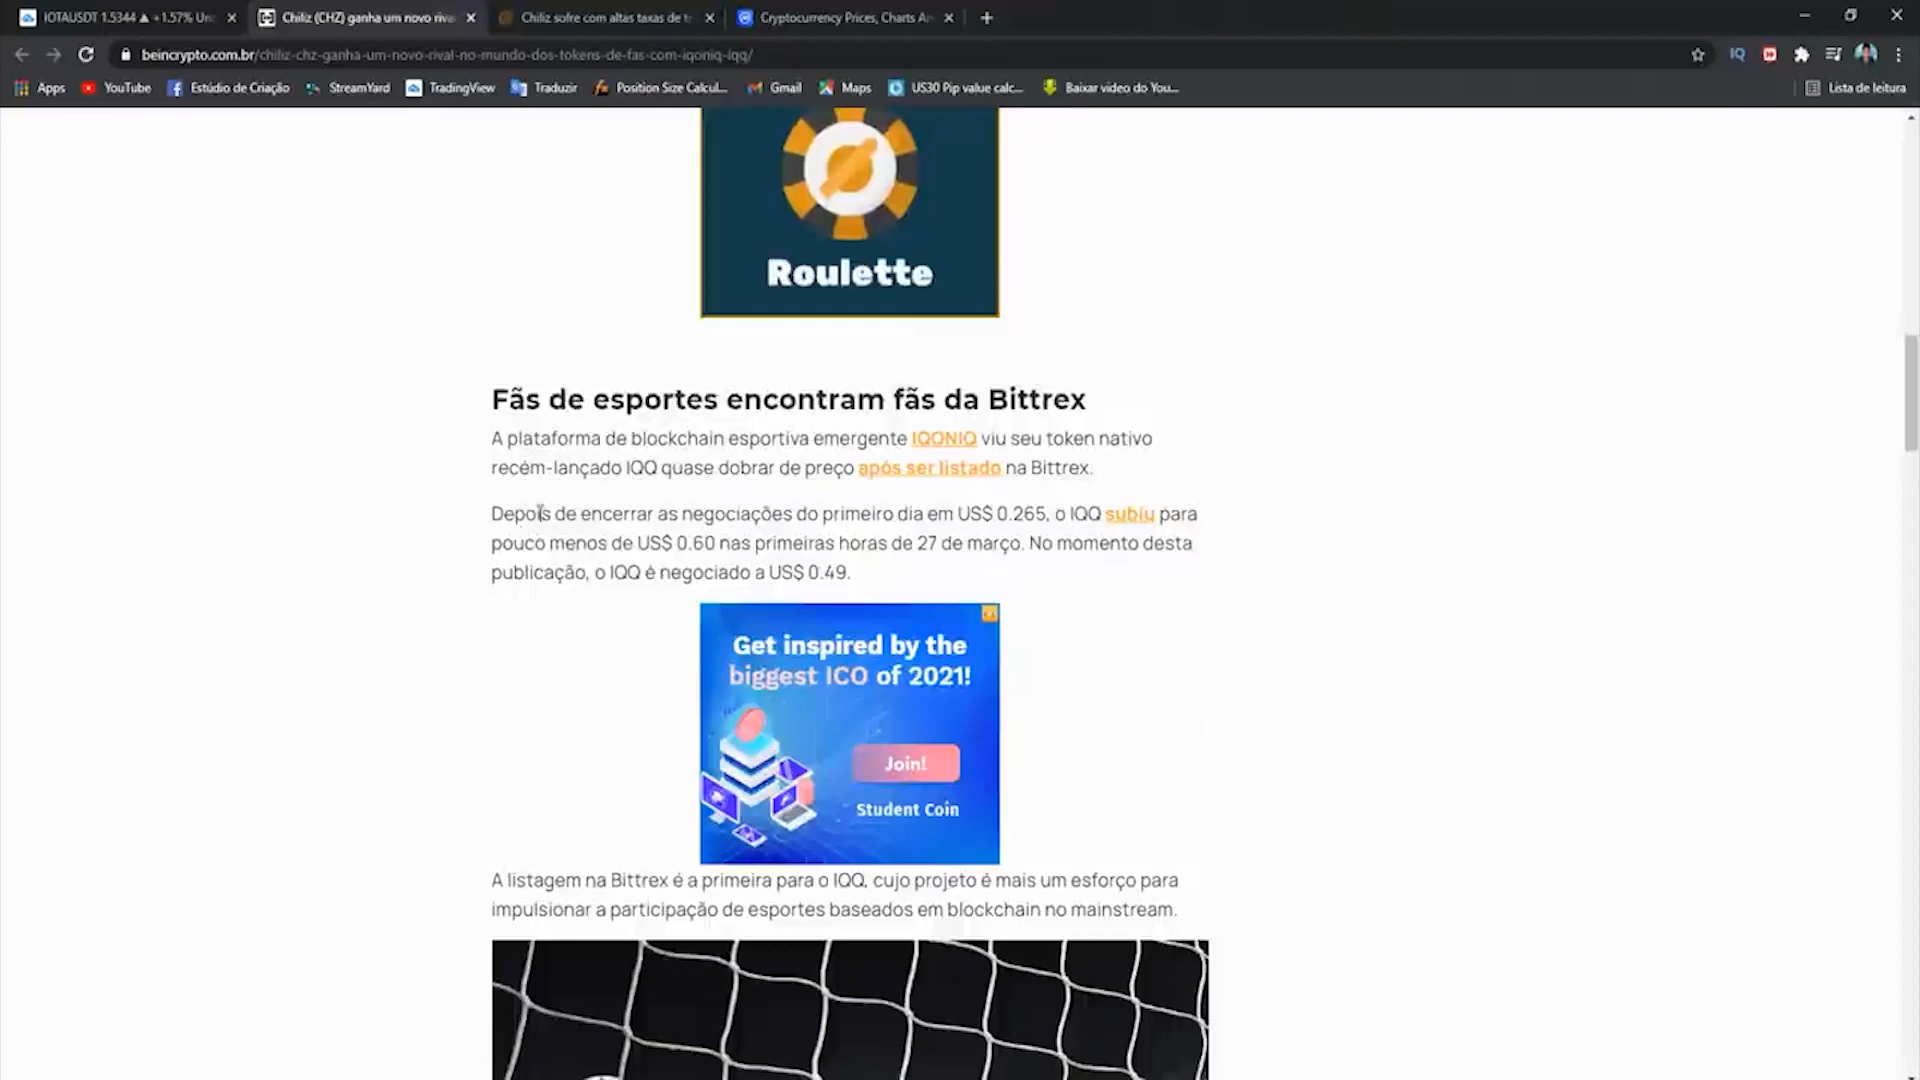 IOTAUSDT 1.5344 ▲ +1.57%
Chiliz (CHZ) ganha um novo riva
Chiliz sofre com altas taxas de t
Cryptocurrency Prices, Charts A
beincrypto.com.br/chiliz-chz-ganha-um-novo-rival-no-mundo-dos-tokens-de-fas-com-iqoniq-iqq/
IQ
Apps
YouTube
Estúdio de Criação
StreamYard
TradingView
Traduzir
Position Size Calcul...
Gmail
Maps
US30 Pip value calc...
Baixar vídeo do You...
Lista de leitura
Roulette
Fãs de esportes encontram fãs da Bittrex
A plataforma de blockchain esportiva emergente IQONIQ viu seu token nativo
recém-lançado IQQ quase dobrar de preço após ser listado na Bittrex.
Depois de encerrar as negociações do primeiro dia em US$ 0.265, o IQQ subiu para
pouco menos de US$ 0.60 nas primeiras horas de 27 de março. No momento desta
publicação, o IQQ é negociado a US$ 0.49.
Get inspired by the
biggest ICO of 2021!
Join!
Student Coin
A listagem na Bittrex é a primeira para o IQQ, cujo projeto é mais um esforço para
impulsionar a participação de esportes baseados em blockchain no mainstream.